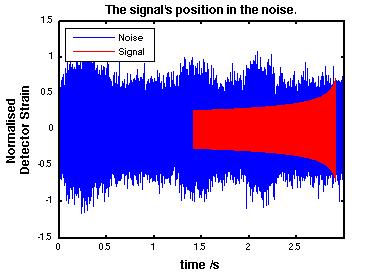 The signal's position in the noise.
1.5
Noise
Signal
1
0.5
0
-0.5
-1
-1.5
Normalised
Detector Strain
0 0.5 1 1.5 2 2.5
time /s